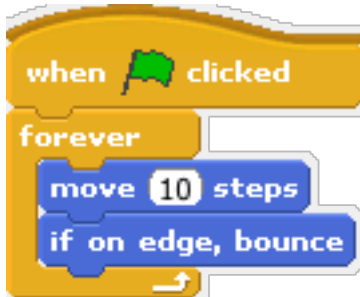 when clicked
forever
move 10 steps
if on edge, bounce